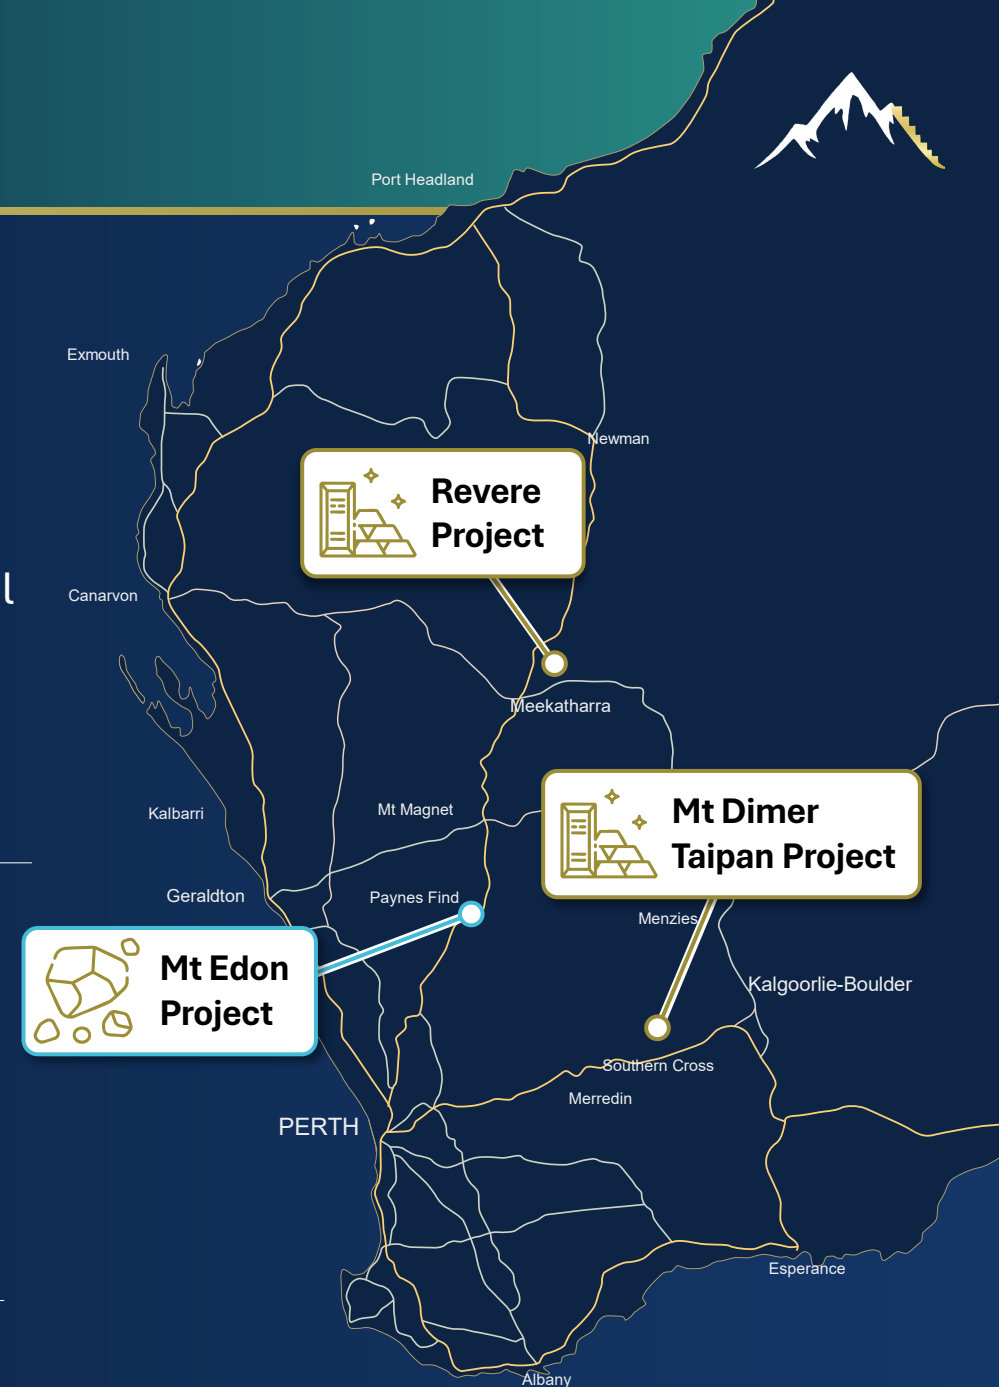 Port Headland
Exmouth
Newman
Revere
Project
l
Canarvon
Meekatharra
Mt Dimer
Taipan Project
Kalbarri
Mt Magnet
Geraldton
Paynes Find
Menzies
Mt Edon
Project
Kalgoorlie-Boulder
Southern Cross
Merredin
PERTH
Esperance
Albany